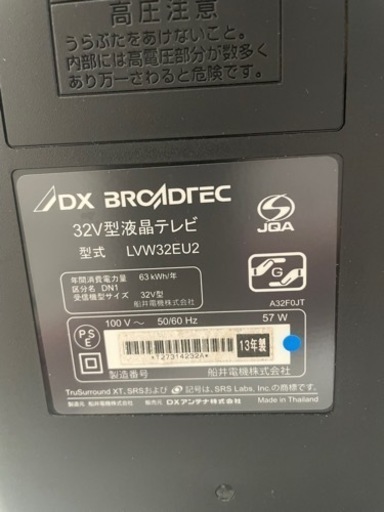 高圧注意
うらぶたをあけないこと。
内部には高電圧部分が数多く
あり万一さわると危険です。
DX BROADTEC
32V型液晶テレビ
型式 LVW32EU2
JQA
年間消費電力量 63 kWh/年
区分名 DN1
受信機型サイズ 32V型
船井電機株式会社
G
A32F0JT
PS
E
100 V～ 50/60 Hz 57 W
*T27314232A*
13年製
製造番号 船井電機株式会社
TruSurround XT, SRSおよび 記号は, SRS Labs, Inc.の商標です。
製造元 船井電機株式会社 販売元 DXアンテナ株式会社 Made in Thailand